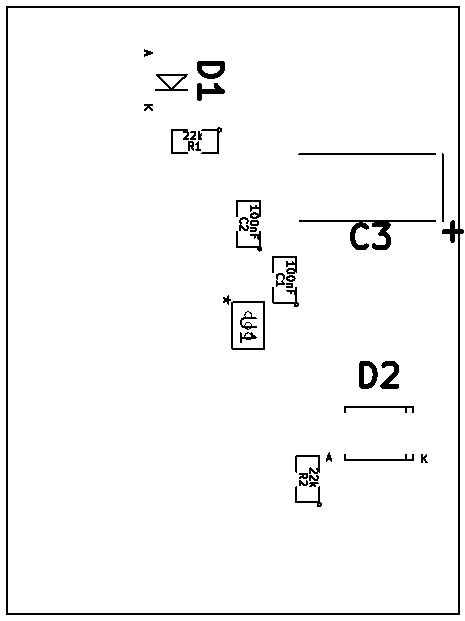 A
D1
K
22k
R1
100nF
C2
+
C3
100nF
C1
*
U1
D2
A
K
22k
R2